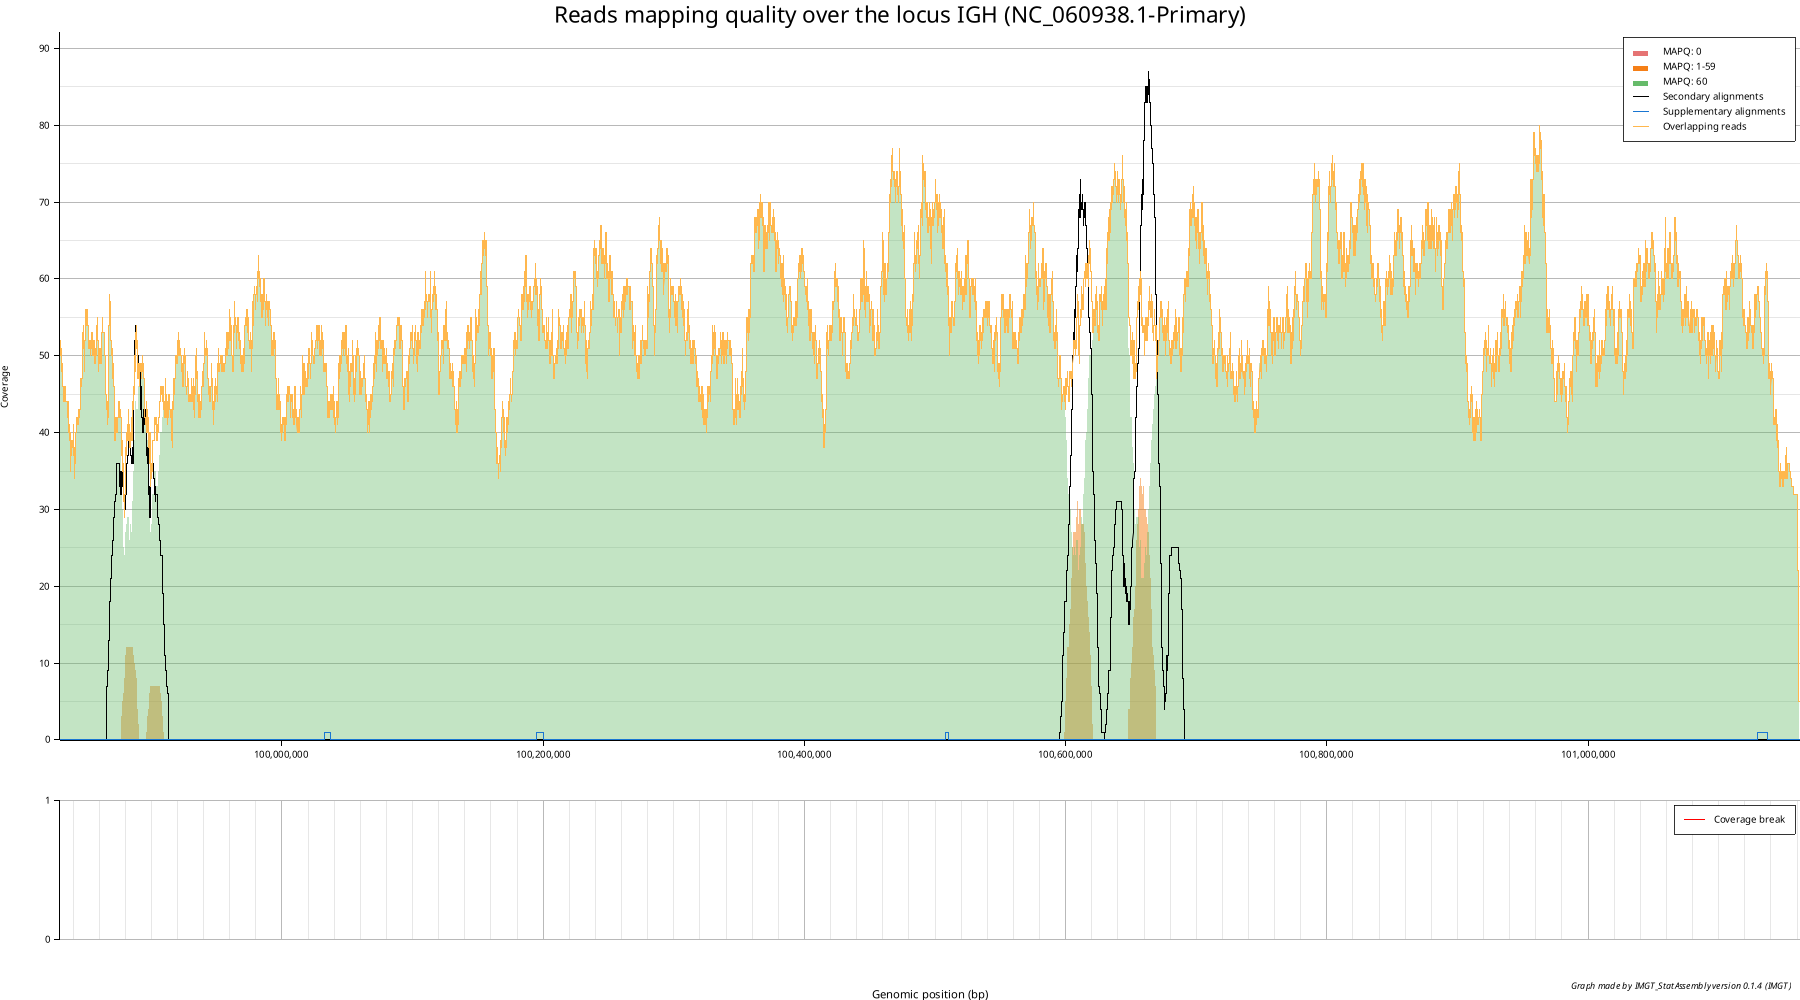 Reads mapping quality over the locus IGH (NC_060938.1-Primary)
MAPQ: 0
MAPQ: 1-59
MAPQ: 60
Secondary alignments
Supplementary alignments
Overlapping reads
Coverage
90
80
70
60
50
40
30
20
10
0
100,000,000
100,200,000
100,400,000
100,600,000
100,800,000
101,000,000
1
0
Coverage break
Genomic position (bp)
Graph made by IMGT_StatAssembly version 0.1.4 (IMGT)